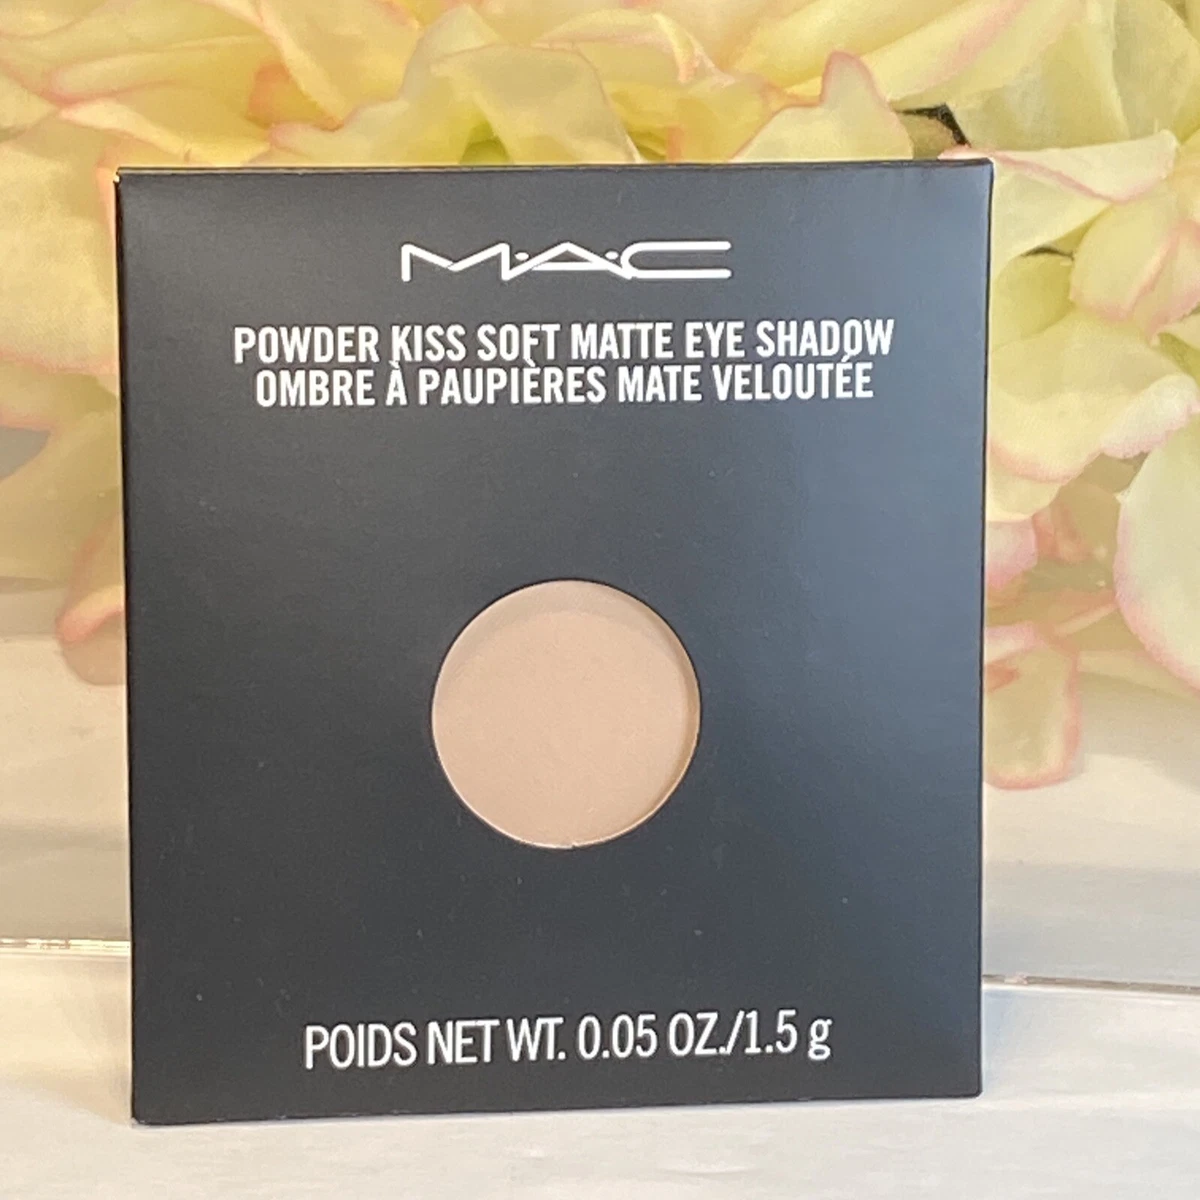 M·A·C
POWDER KISS SOFT MATTE EYE SHADOW
OMBRE À PAUPIÈRES MATE VELOUTÉE
POIDS NET WT. 0.05 OZ./1.5 g